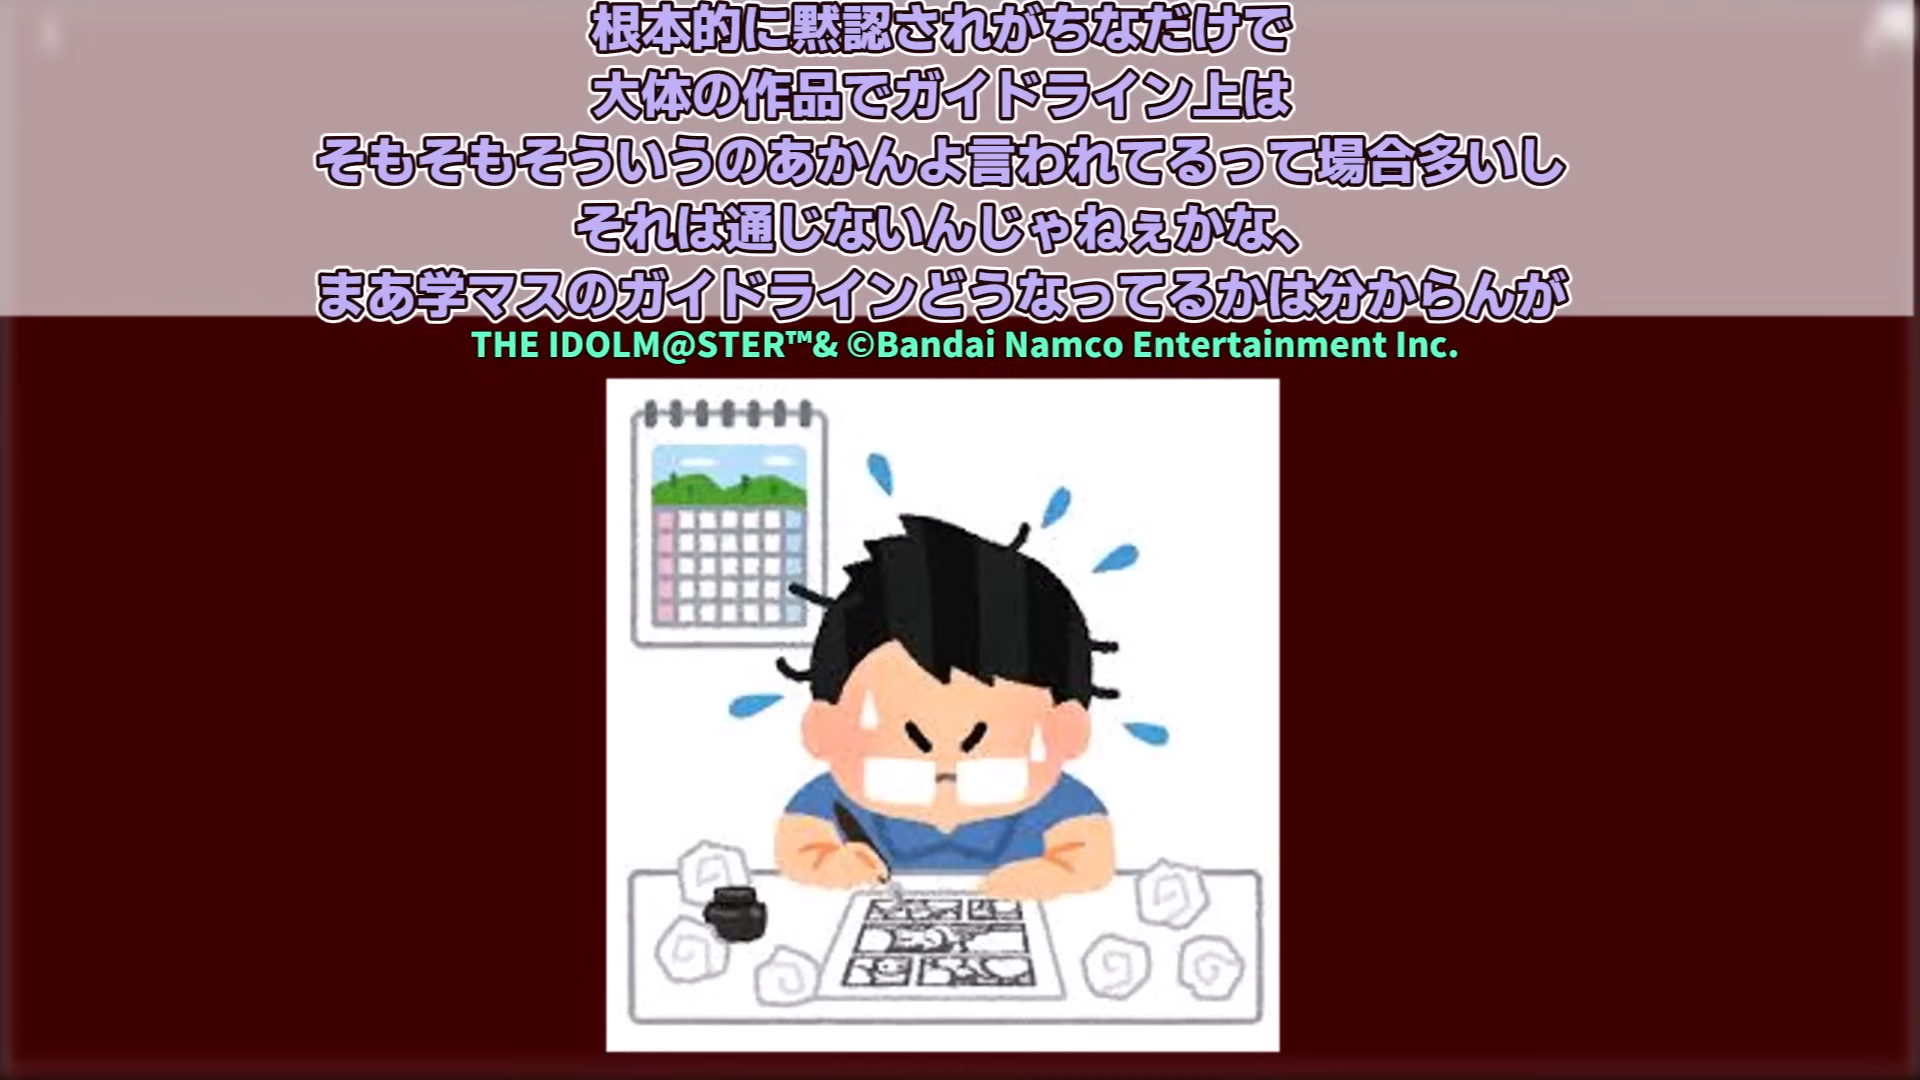 根本的に黙認されがちなだけで
大体の作品でガイドライン上は
そもそもそういうのあかんよ言われてるって場合多いし
それは通じないんじゃねぇかな、
まあ学マスのガイドラインどうなってるかは分からんが
THE IDOLM@STER™& ©Bandai Namco Entertainment Inc.